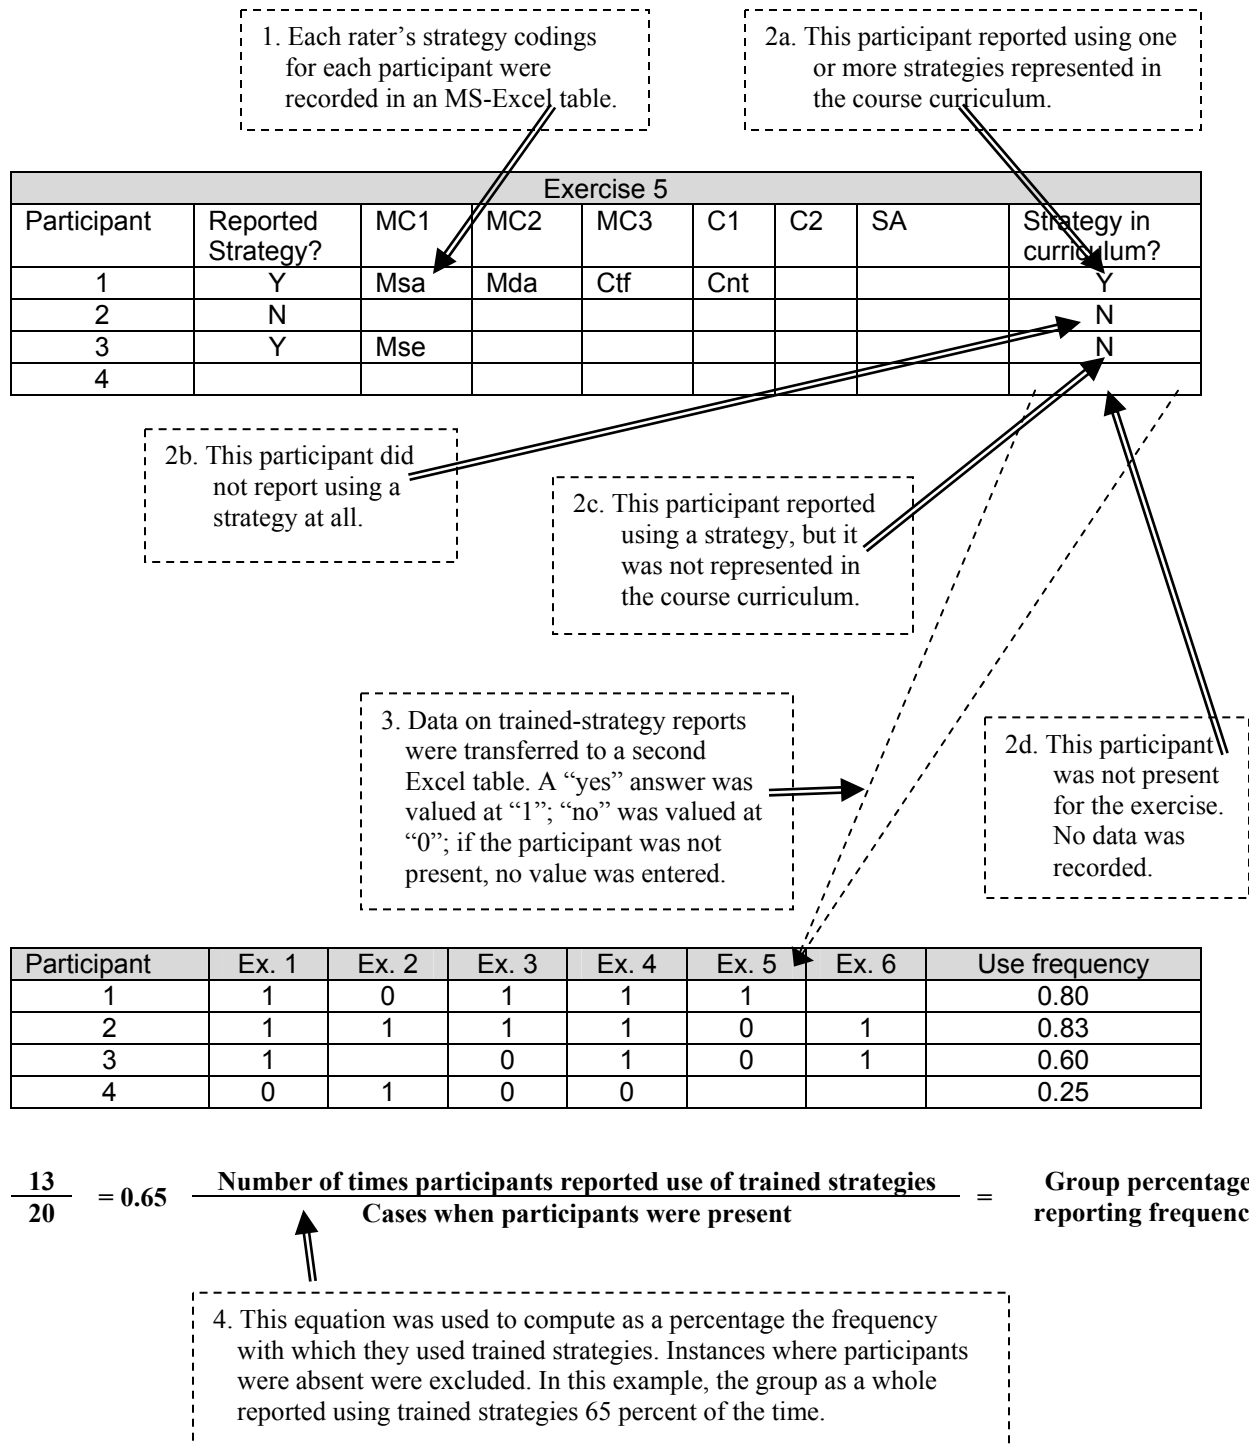 1. Each rater's strategy codings
for each participant were
recorded in an MS-Excel table.
2a. This participant reported using one
or more strategies represented in
the course curriculum.
Exercise 5
Participant Reported Strategy? MC1 MC2 MC3 C1 C2 SA Strategy in curriculum?
1 Y Msa Mda Ctf Cnt Y
2 N N
3 Y Mse N
4
2b. This participant did
not report using a
strategy at all.
2c. This participant reported
using a strategy, but it
was not represented in
the course curriculum.
3. Data on trained-strategy reports
were transferred to a second
Excel table. A “yes” answer was
valued at “1”; “no” was valued at
“0”; if the participant was not
present, no value was entered.
2d. This participant
was not present
for the exercise.
No data was
recorded.
Participant Ex. 1 Ex. 2 Ex. 3 Ex. 4 Ex. 5 Ex. 6 Use frequency
1 1 0 1 1 1 0.80
2 1 1 1 1 0 1 0.83
3 1 0 1 0 1 0.60
4 0 1 0 0 0.25
13
20
= 0.65
Number of times participants reported use of trained strategies
Cases when participants were present
=
Group percentage
reporting frequenc
4. This equation was used to compute as a percentage the frequency
with which they used trained strategies. Instances where participants
were absent were excluded. In this example, the group as a whole
reported using trained strategies 65 percent of the time.